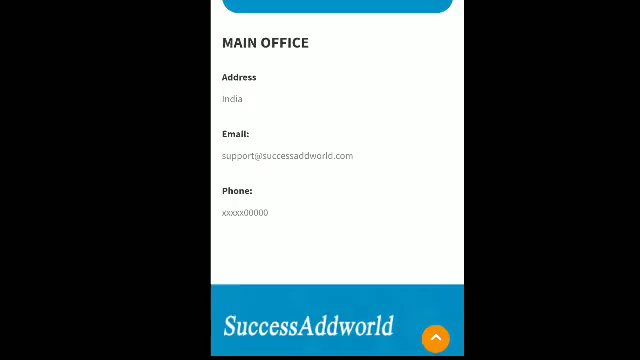 MAIN OFFICE
Address
India
Email:
support@successaddworld.com
Phone:
xxxxx00000
SuccessAddworld